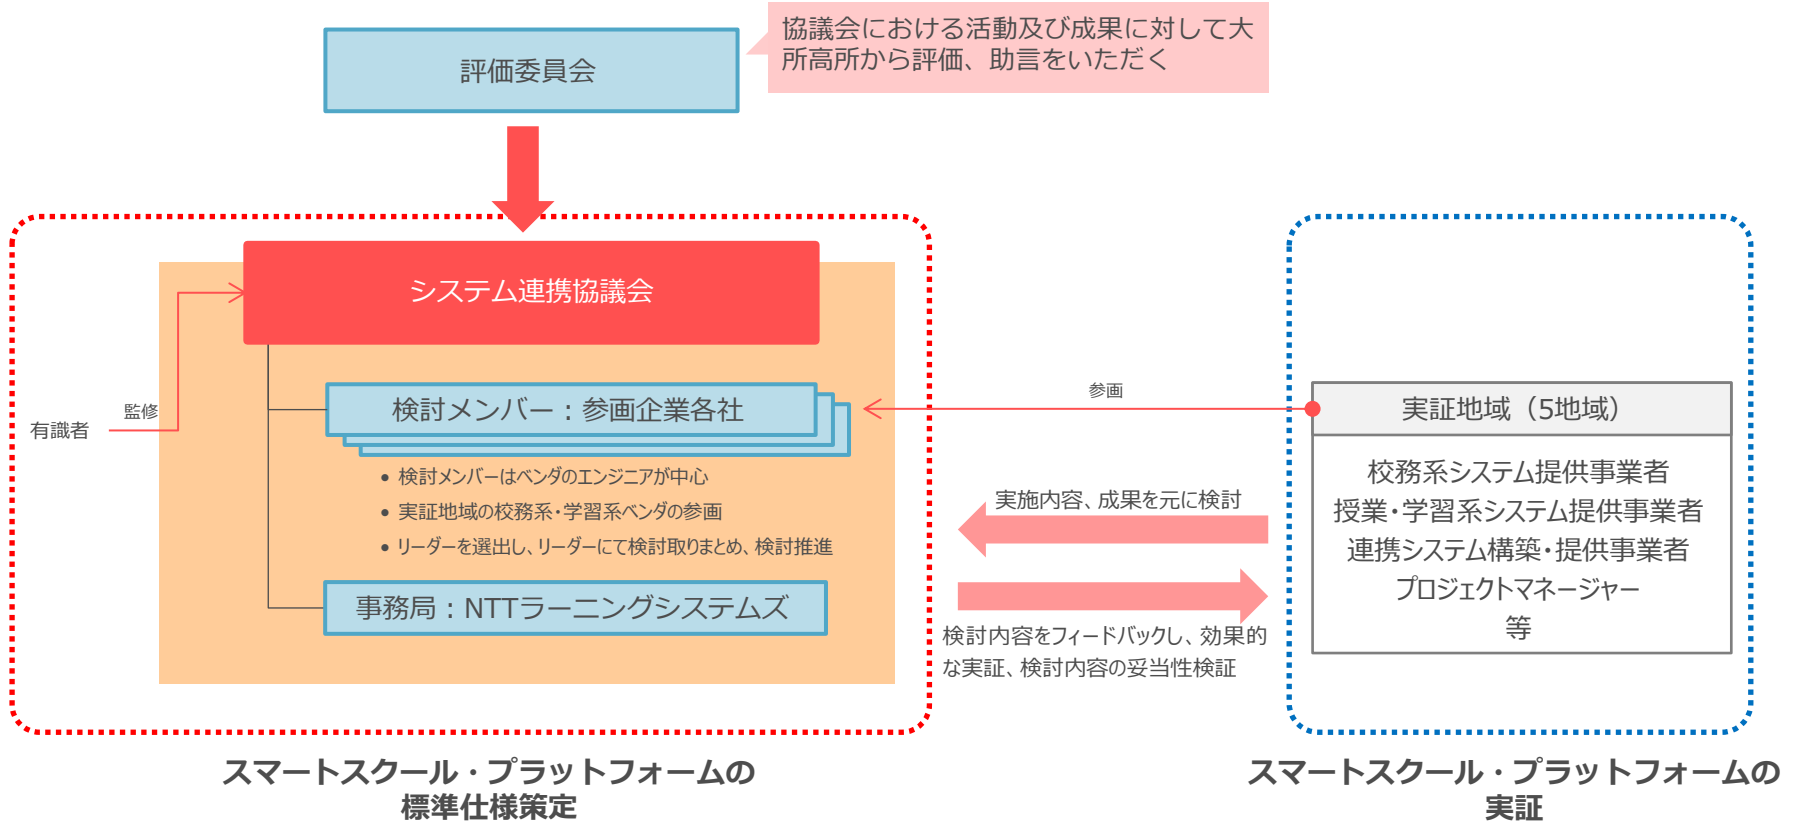 協議会における活動及び成果に対して大
所高所から評価、助言をいただく
評価委員会
システム連携協議会
有識者
監修
検討メンバー：参画企業各社
● 検討メンバーはベンダのエンジニアが中心
● 実証地域の校務系・学習系ベンダの参画
● リーダーを選出し、リーダーにて検討取りまとめ、検討推進
事務局：NTTラーニングシステムズ
参画
実施内容、成果を元に検討
検討内容をフィードバックし、効果的
な実証、検討内容の妥当性検証
実証地域（5地域）
校務系システム提供事業者
授業・学習系システム提供事業者
連携システム構築・提供事業者
プロジェクトマネージャー
等
スマートスクール・プラットフォームの
標準仕様策定
スマートスクール・プラットフォームの
実証